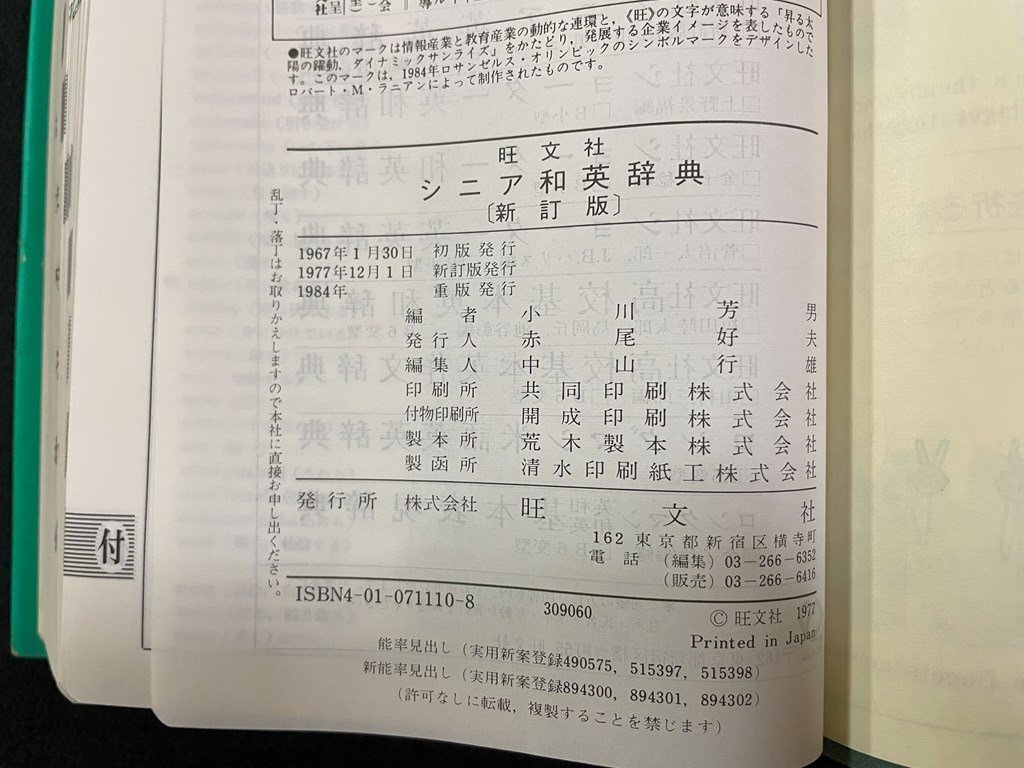 ●旺文社のマークは情報産業と教育産業の動的な連環と，《旺》の文字が意味する「昇る太
陽の躍動，ダイナミックサンライズ」をかたどり，発展する企業イメージを表したもので
す。このマークは，1984年ロサンゼルス・オリンピックのシンボルマークをデザインした
ロバート・M・ラニアンによって制作されたものです。
旺文社
シニア和英辞典
〔新訂版〕
1967年1月30日 初版発行
1977年12月1日 新訂版発行
1984年 重版発行
編者 小川芳男
発行人 赤尾好夫
編集人 中山行雄
印刷所 共同印刷株式会社
付物印刷所 開成印刷株式会社
製本所 荒木製本株式会社
製函所 清水印刷紙工株式会社
発行所 株式会社 旺文社
162 東京都新宿区横寺町
電話 (編集) 03-266-6352
(販売) 03-266-6416
ISBN4-01-071110-8 309060
Ⓒ旺文社 1977
Printed in Japan
能率見出し (実用新案登録490575, 515397, 515398)
新能率見出し (実用新案登録894300, 894301, 894302)
(許可なしに転載，複製することを禁じます)
乱丁・落丁はお取りかえしますので本社に直接お申し出ください。
付